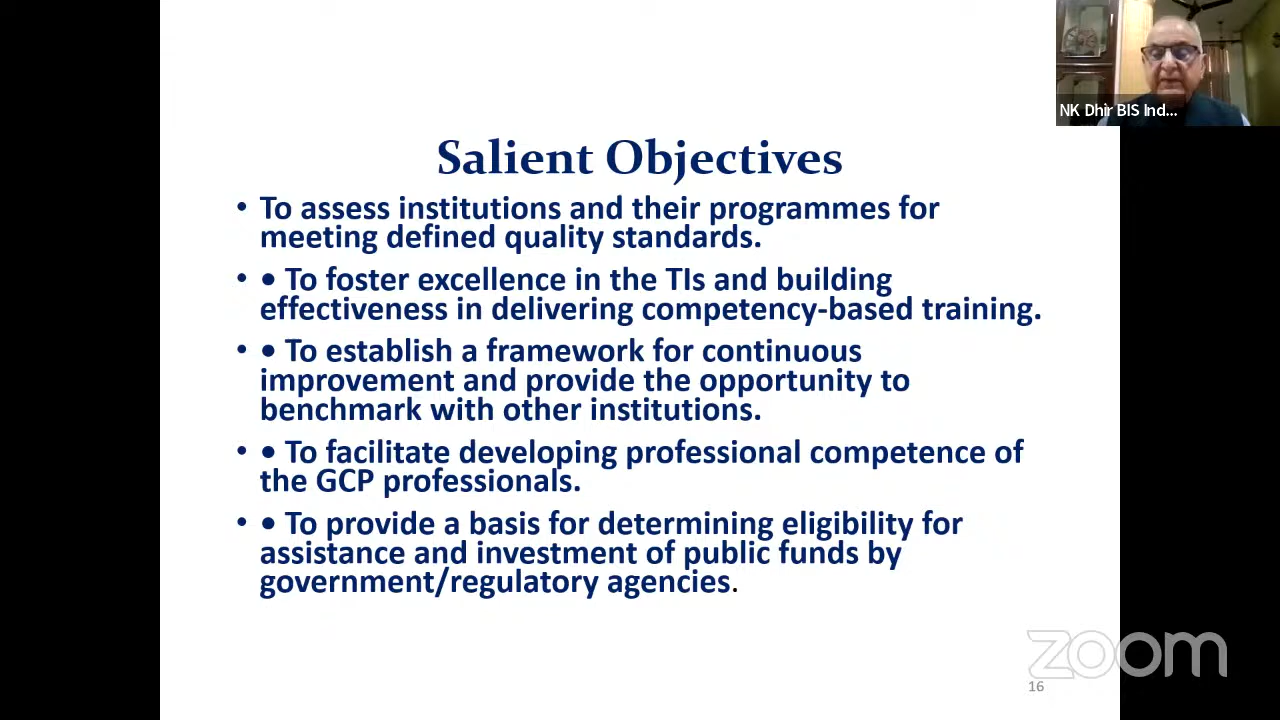 NK Dhir BIS Ind...
Salient Objectives
• To assess institutions and their programmes for
meeting defined quality standards.
• • To foster excellence in the TIs and building
effectiveness in delivering competency-based training.
• • To establish a framework for continuous
improvement and provide the opportunity to
benchmark with other institutions.
• • To facilitate developing professional competence of
the GCP professionals.
• • To provide a basis for determining eligibility for
assistance and investment of public funds by
government/regulatory agencies.
zoom
16